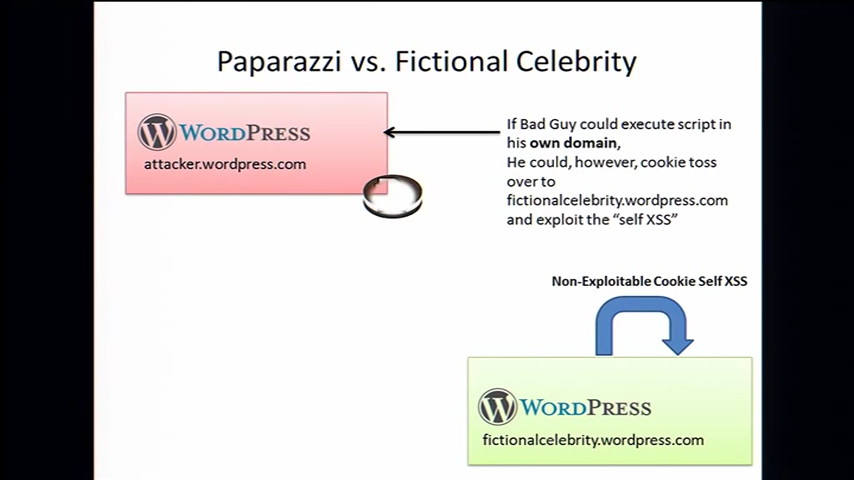 Paparazzi vs. Fictional Celebrity
WORDPRESS
attacker.wordpress.com
If Bad Guy could execute script in
his own domain,
He could, however, cookie toss
over to
fictionalcelebrity.wordpress.com
and exploit the “self XSS”
Non-Exploitable Cookie Self XSS
WORDPRESS
fictionalcelebrity.wordpress.com